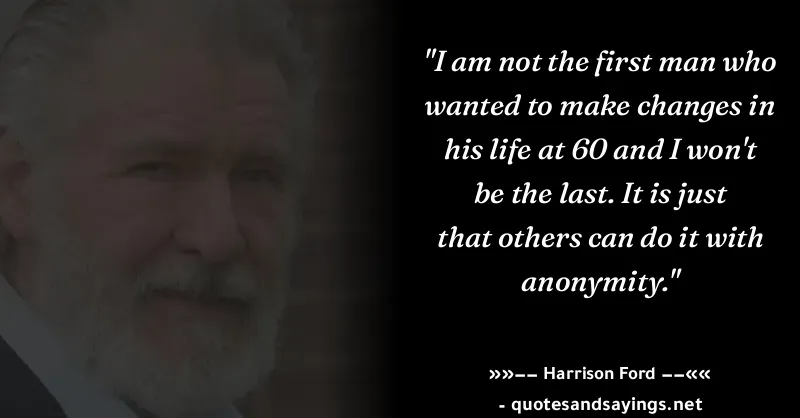 "I am not the first man who
wanted to make changes in
his life at 60 and I won't
be the last. It is just
that others can do it with
anonymity."
»»−− Harrison Ford −−««
- quotesandsayings.net